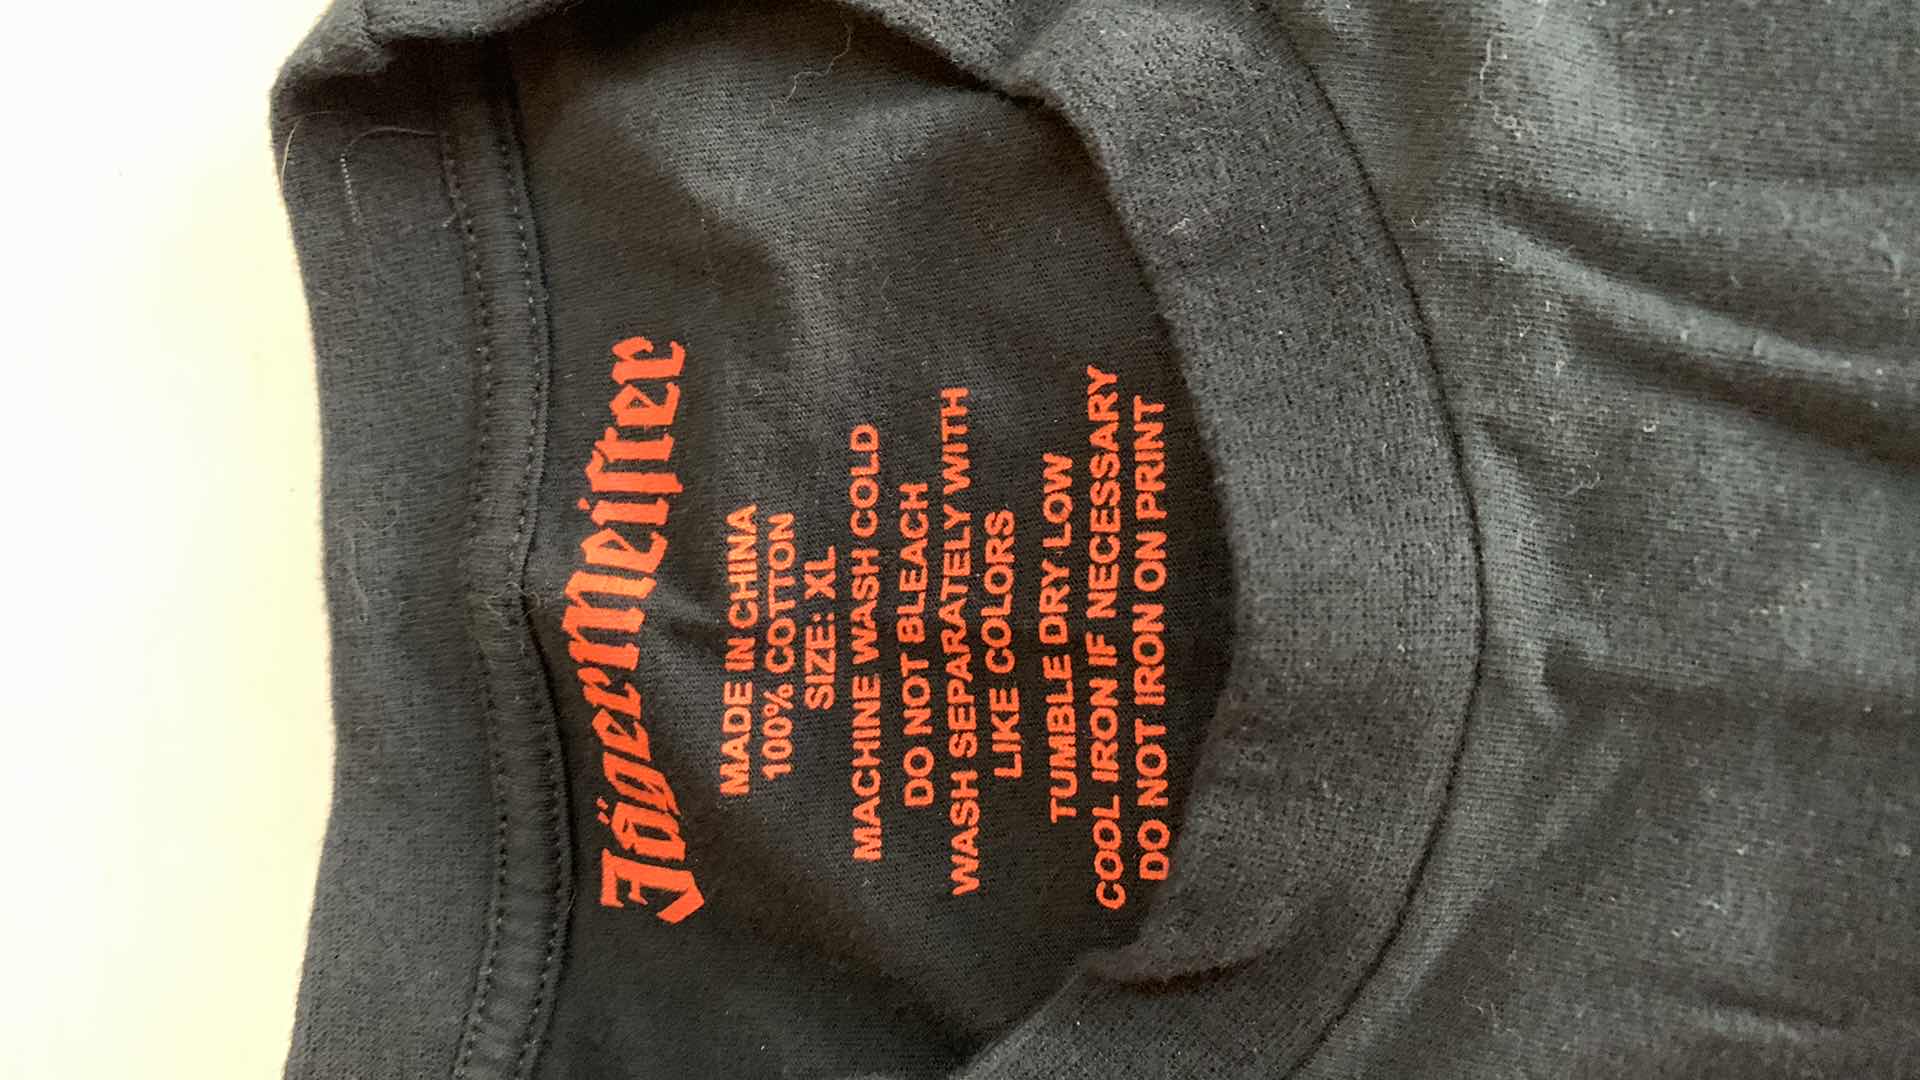 Jägermeister
MADE IN CHINA
100% COTTON
SIZE: XL
MACHINE WASH COLD
DO NOT BLEACH
WASH SEPARATELY WITH
LIKE COLORS
TUMBLE DRY LOW
COOL IRON IF NECESSARY
DO NOT IRON ON PRINT